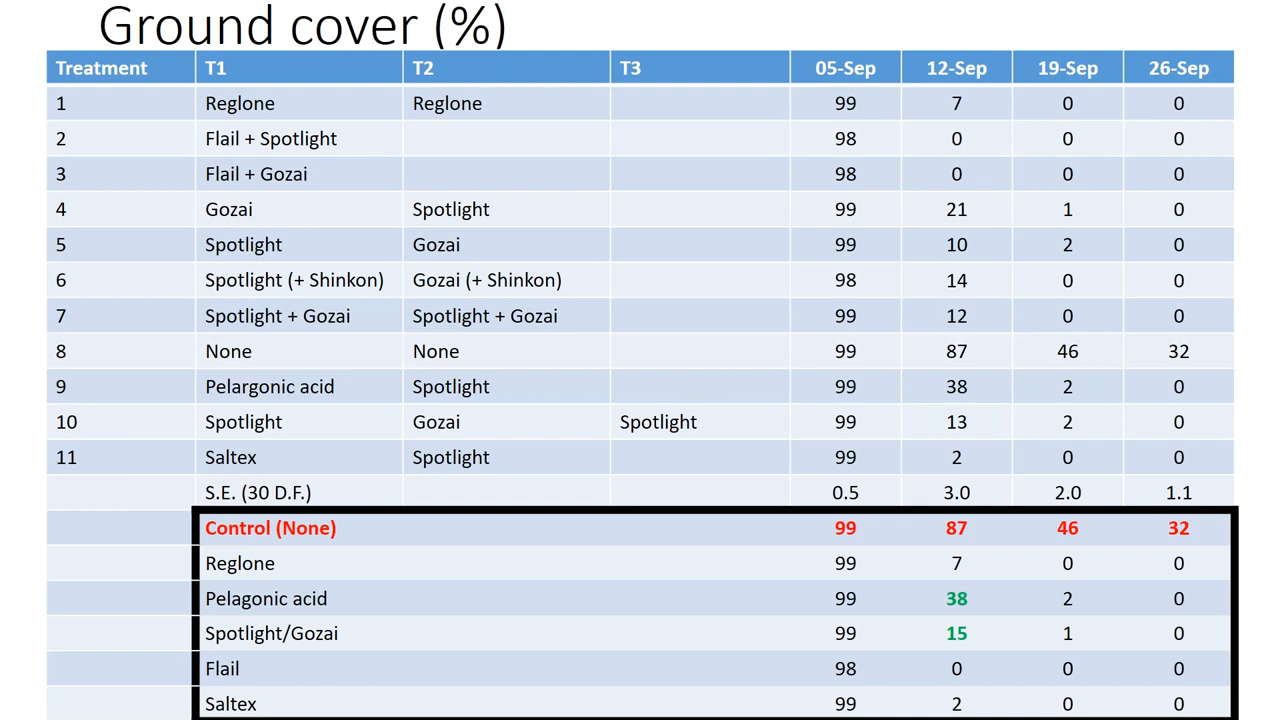 Ground cover (%)
Treatment T1 T2 T3 05-Sep 12-Sep 19-Sep 26-Sep
1 Reglone Reglone 99 7 0 0
2 Flail + Spotlight 98 0 0 0
3 Flail + Gozai 98 0 0 0
4 Gozai Spotlight 99 21 1 0
5 Spotlight Gozai 99 10 2 0
6 Spotlight (+ Shinkon) Gozai (+ Shinkon) 98 14 0 0
7 Spotlight + Gozai Spotlight + Gozai 99 12 0 0
8 None None 99 87 46 32
9 Pelargonic acid Spotlight 99 38 2 0
10 Spotlight Gozai Spotlight 99 13 2 0
11 Saltex Spotlight 99 2 0 0
S.E. (30 D.F.) 0.5 3.0 2.0 1.1
Control (None) 99 87 46 32
Reglone 99 7 0 0
Pelagonic acid 99 38 2 0
Spotlight/Gozai 99 15 1 0
Flail 98 0 0 0
Saltex 99 2 0 0